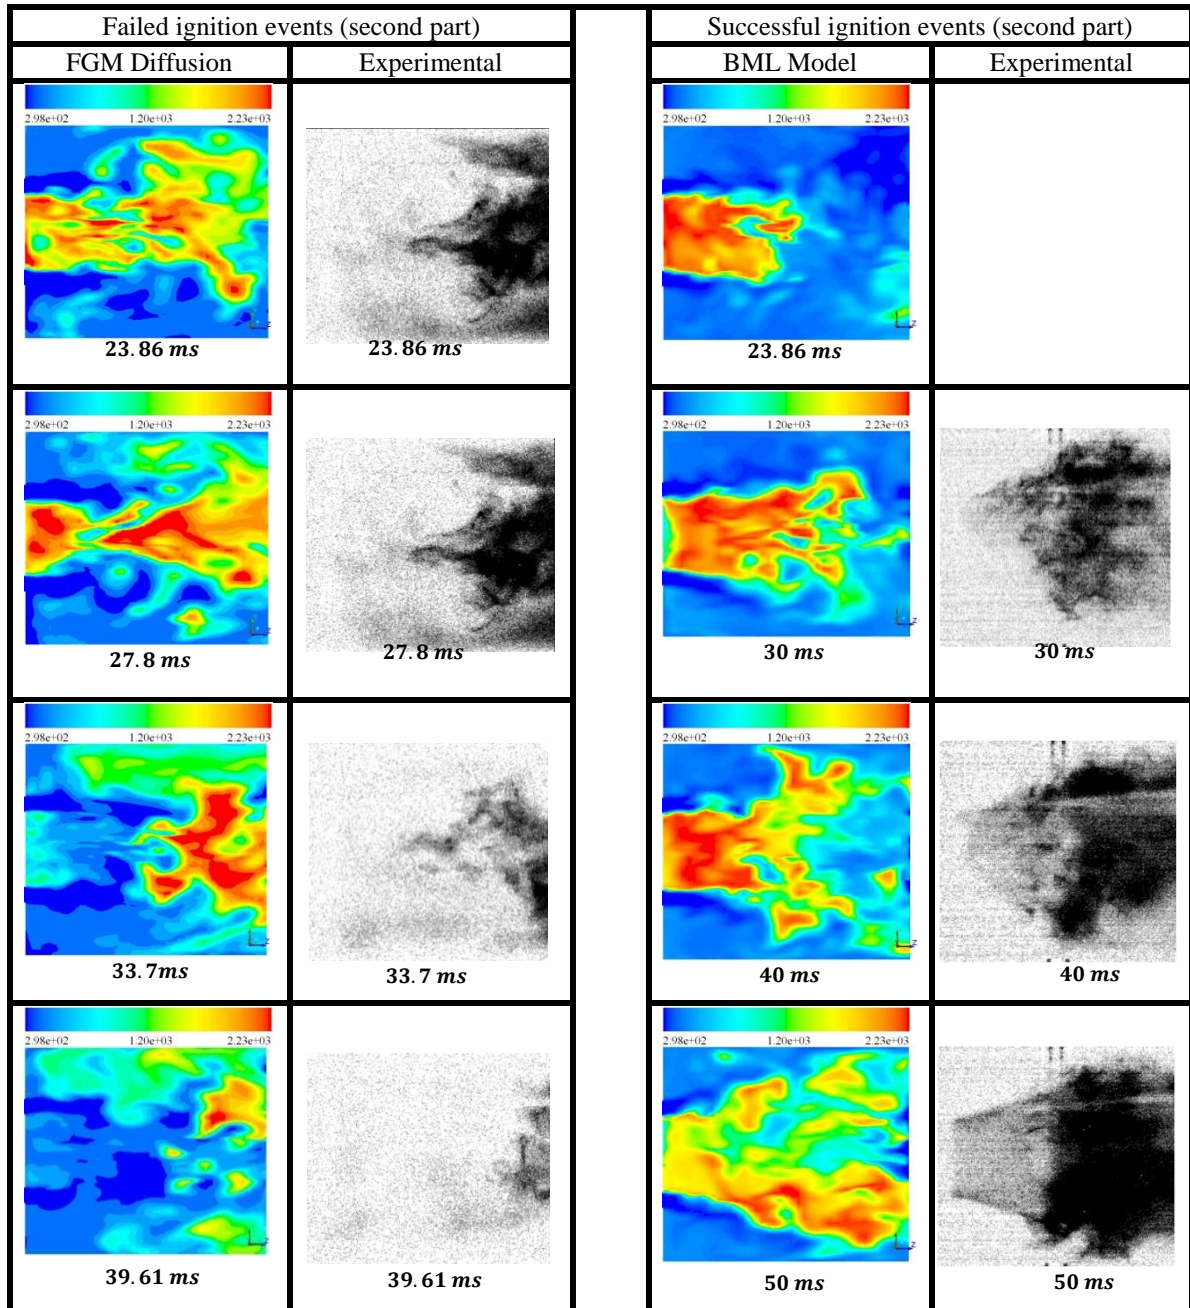 Failed ignition events (second part)
Successful ignition events (second part)
FGM Diffusion
Experimental
BML Model
Experimental
2.98e+02 1.20e+03 2.23e+03
2.98e+02 1.20e+03 2.23e+03
23.86 ms
23.86 ms
23.86 ms
2.98e+02 1.20e+03 2.23e+03
2.98e+02 1.20e+03 2.23e+03
27.8 ms
27.8 ms
30 ms
30 ms
2.98e+02 1.20e+03 2.23e+03
2.98e+02 1.20e+03 2.23e+03
33.7ms
33.7 ms
40 ms
40 ms
2.98e+02 1.20e+03 2.23e+03
2.98e+02 1.20e+03 2.23e+03
39.61 ms
39.61 ms
50 ms
50 ms